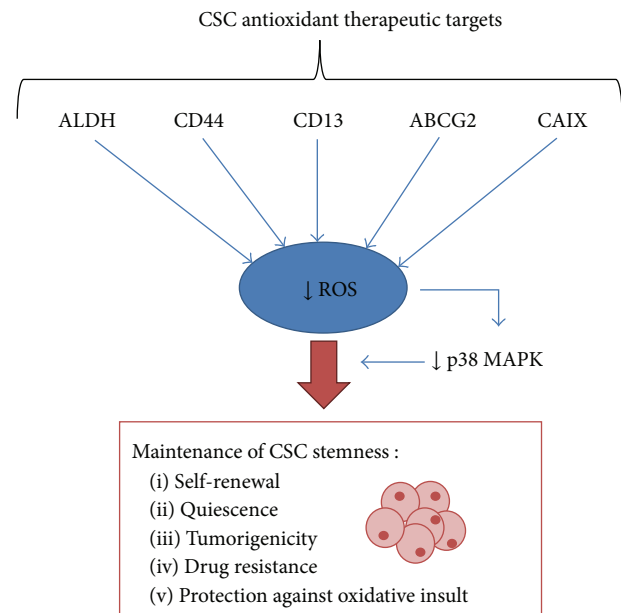 CSC antioxidant therapeutic targets
ALDH CD44 CD13 ABCG2 CAIX
↓ ROS
↓ p38 MAPK
Maintenance of CSC stemness :
(i) Self-renewal
(ii) Quiescence
(iii) Tumorigenicity
(iv) Drug resistance
(v) Protection against oxidative insult